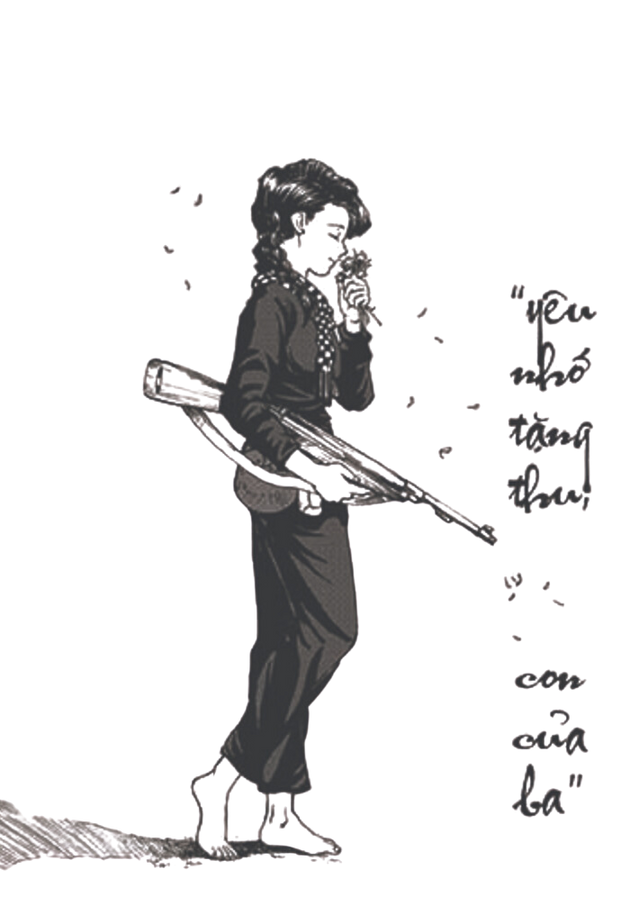 "yêu
nhớ
tặng
thu,
con
của
ba"